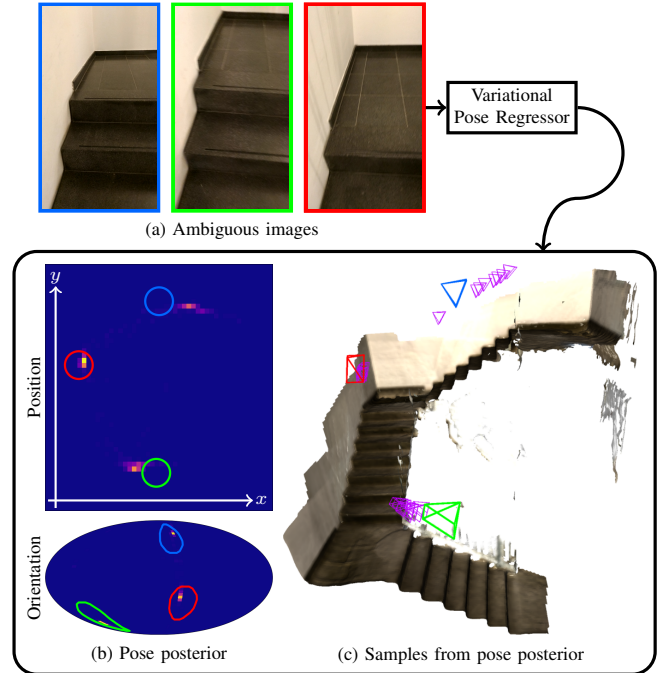 Variational
Pose Regressor
(a) Ambiguous images
y
Position
x
Orientation
(b) Pose posterior
(c) Samples from pose posterior